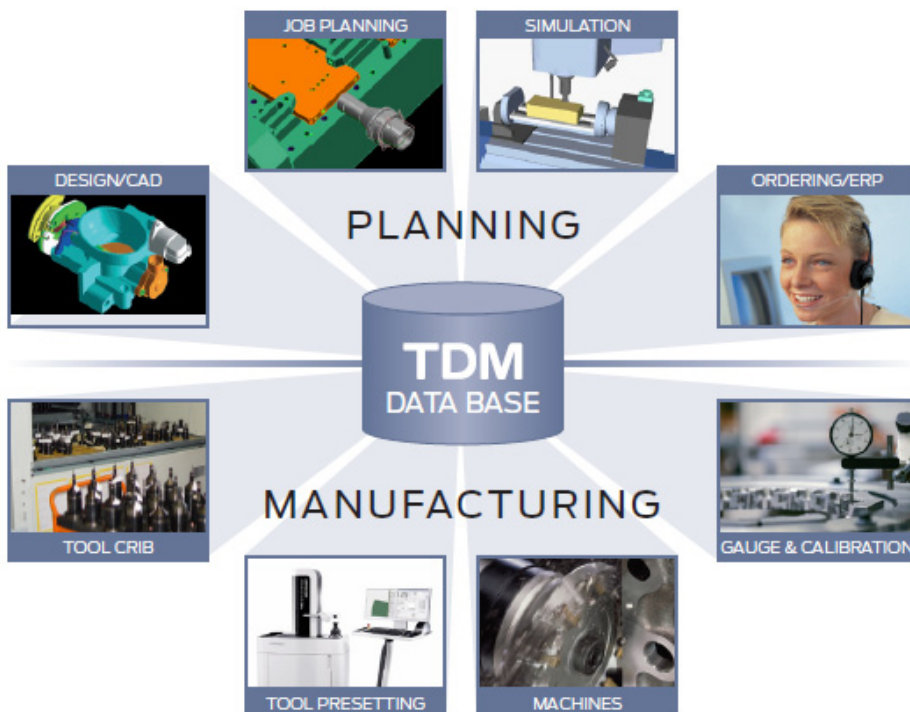 JOB PLANNING
SIMULATION
DESIGN/CAD
ORDERING/ERP
PLANNING
TDM
DATA BASE
MANUFACTURING
TOOL CRIB
GAUGE & CALIBRATION
TOOL PRESETTING
MACHINES